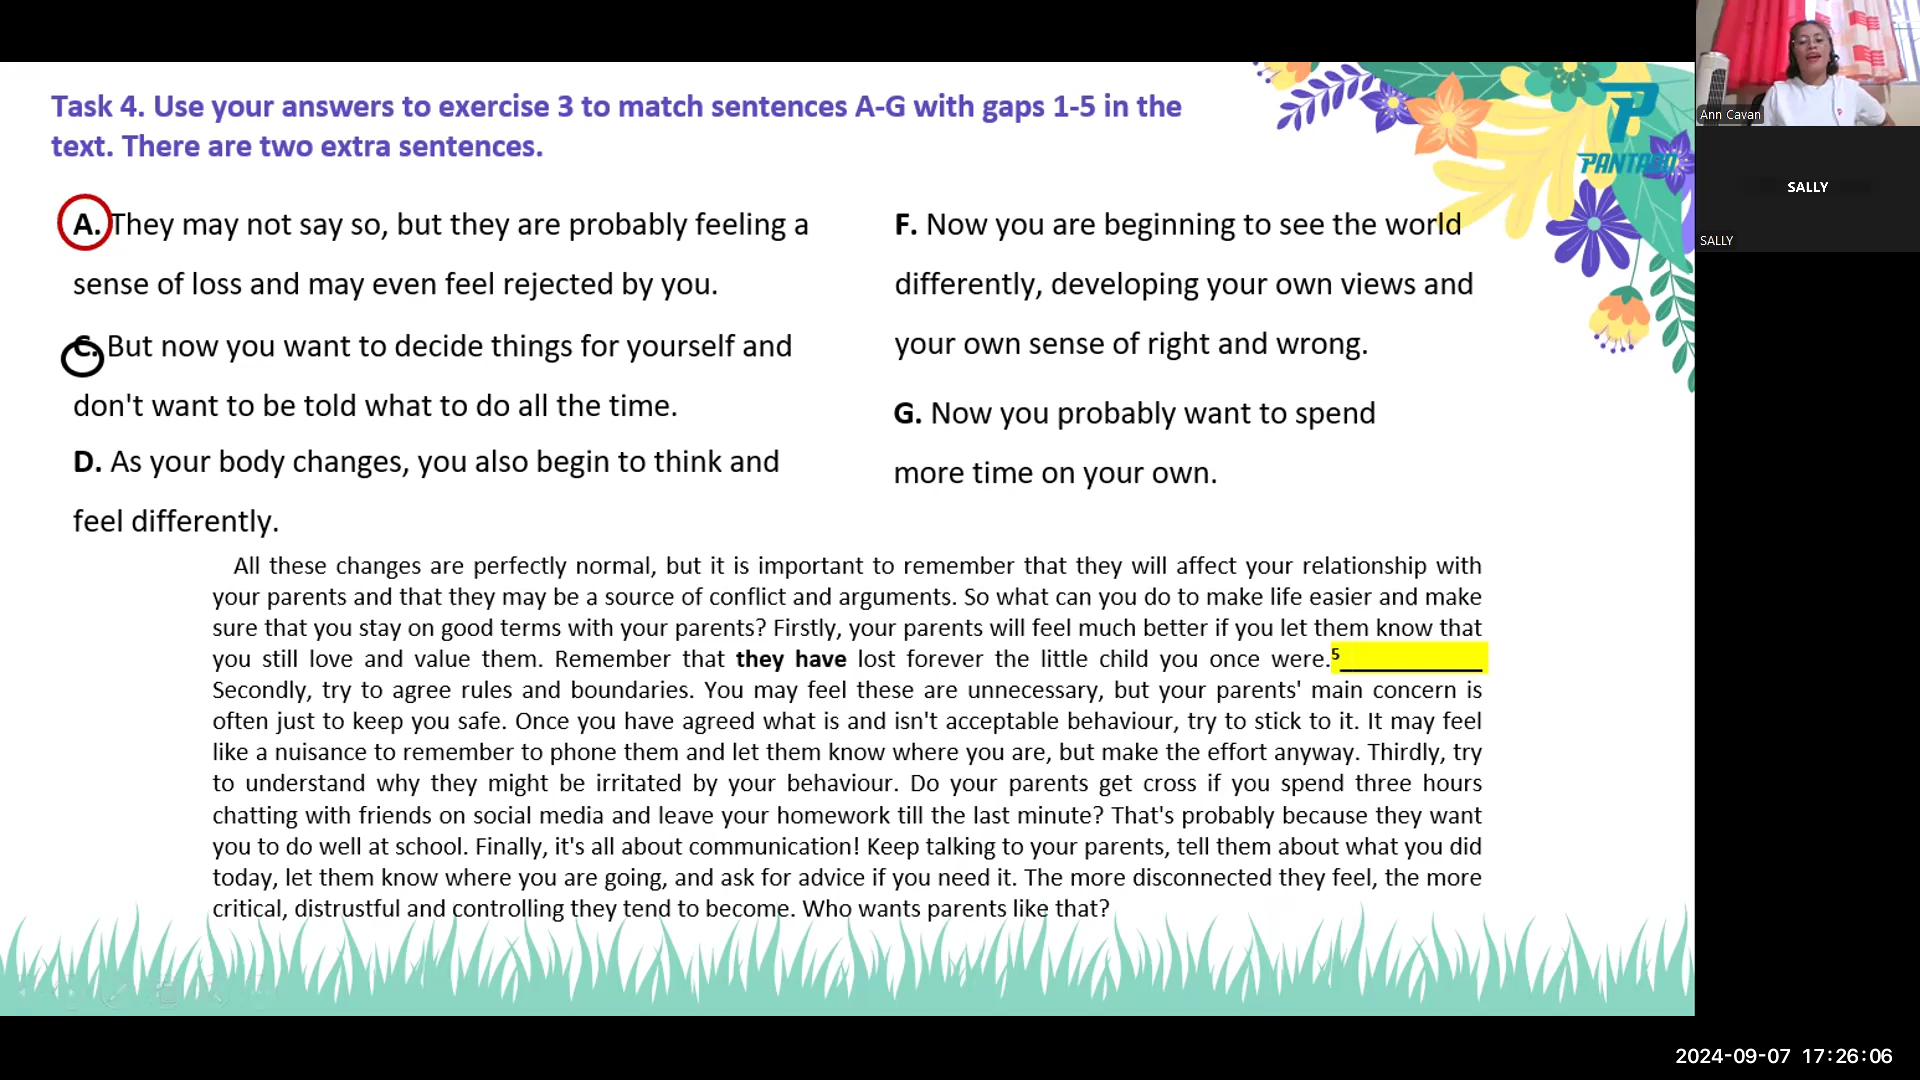 Task 4. Use your answers to exercise 3 to match sentences A-G with gaps 1-5 in the
text. There are two extra sentences.
A. They may not say so, but they are probably feeling a
sense of loss and may even feel rejected by you.
C. But now you want to decide things for yourself and
don't want to be told what to do all the time.
D. As your body changes, you also begin to think and
feel differently.
F. Now you are beginning to see the world
differently, developing your own views and
your own sense of right and wrong.
G. Now you probably want to spend
more time on your own.
All these changes are perfectly normal, but it is important to remember that they will affect your relationship with
your parents and that they may be a source of conflict and arguments. So what can you do to make life easier and make
sure that you stay on good terms with your parents? Firstly, your parents will feel much better if you let them know that
you still love and value them. Remember that they have lost forever the little child you once were.5___________
Secondly, try to agree rules and boundaries. You may feel these are unnecessary, but your parents' main concern is
often just to keep you safe. Once you have agreed what is and isn't acceptable behaviour, try to stick to it. It may feel
like a nuisance to remember to phone them and let them know where you are, but make the effort anyway. Thirdly, try
to understand why they might be irritated by your behaviour. Do your parents get cross if you spend three hours
chatting with friends on social media and leave your homework till the last minute? That's probably because they want
you to do well at school. Finally, it's all about communication! Keep talking to your parents, tell them about what you did
today, let them know where you are going, and ask for advice if you need it. The more disconnected they feel, the more
critical, distrustful and controlling they tend to become. Who wants parents like that?
PANTADO
Ann Cavan
SALLY
SALLY
2024-09-07 17:26:06